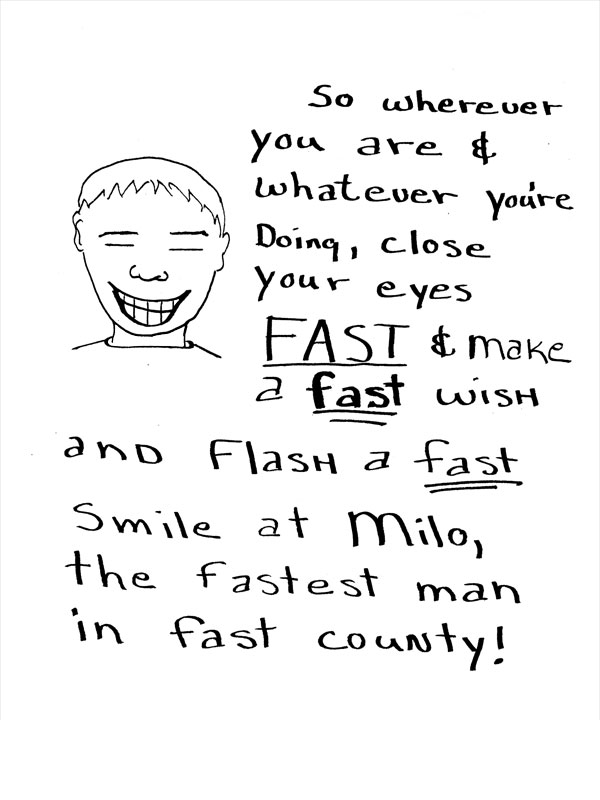 So wherever
you are &
whatever you're
Doing, close
your eyes
FAST & make
a fast wish
and Flash a fast
Smile at Milo,
the fastest man
in fast county!